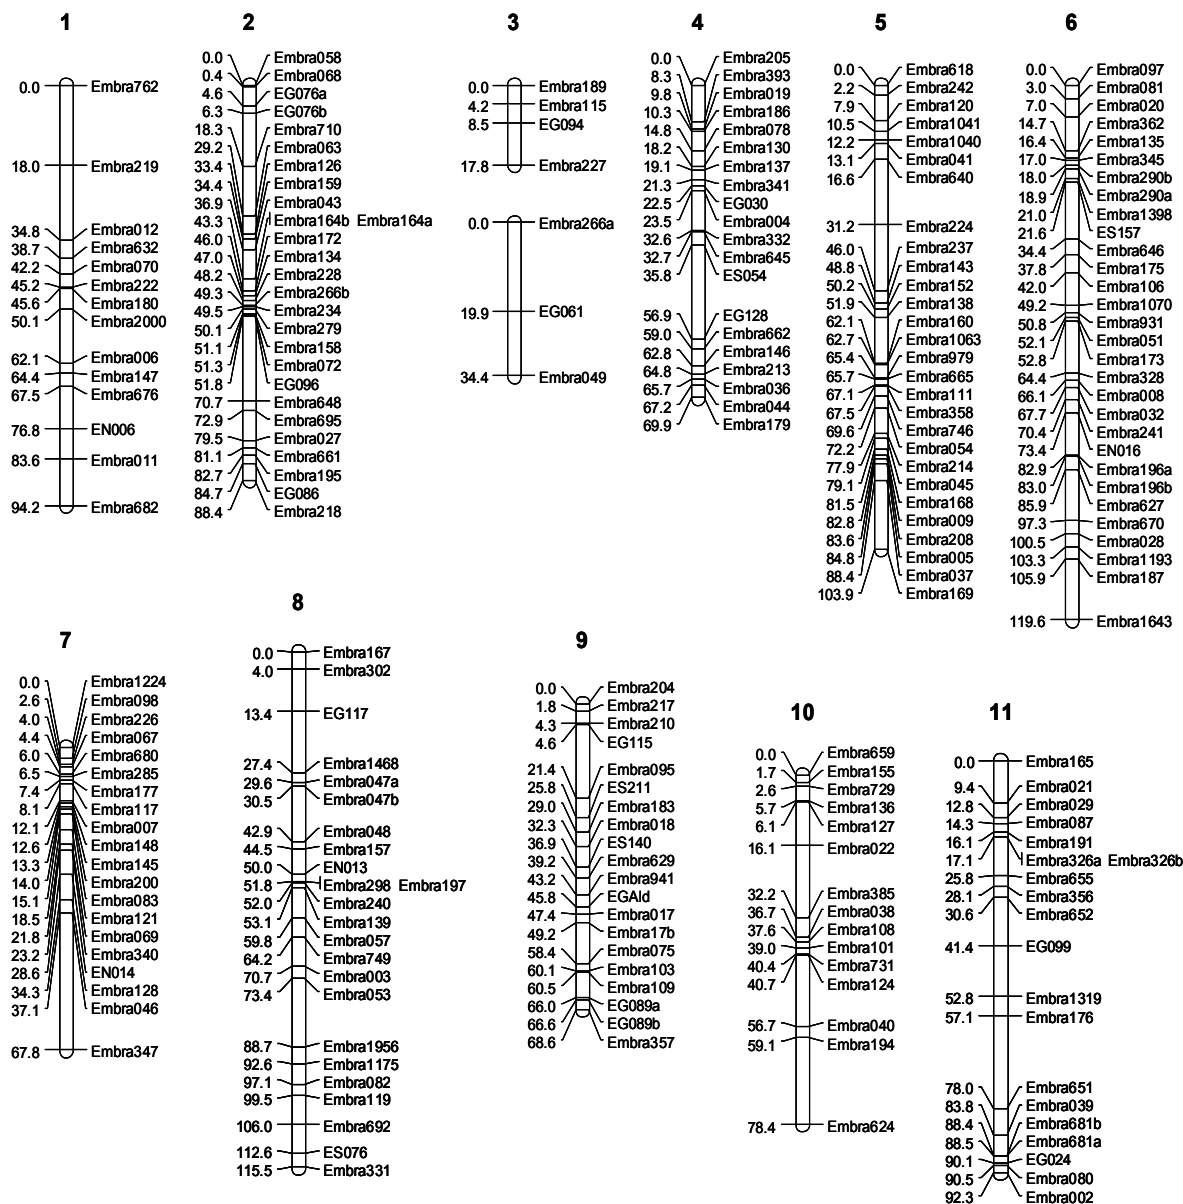 1
0.0 Embra762
18.0 Embra219
34.8 Embra012
38.7 Embra632
42.2 Embra070
45.2 Embra222
45.6 Embra180
50.1 Embra2000
62.1 Embra006
64.4 Embra147
67.5 Embra676
76.8 EN006
83.6 Embra011
94.2 Embra682
2
0.0 Embra058
0.4 Embra068
4.6 EG076a
6.3 EG076b
18.3 Embra710
29.2 Embra063
33.4 Embra126
34.4 Embra159
36.9 Embra043
43.3 Embra164b Embra164a
46.0 Embra172
47.0 Embra134
48.2 Embra228
49.3 Embra266b
49.5 Embra234
50.1 Embra279
51.1 Embra158
51.3 Embra072
51.8 EG096
70.7 Embra648
72.9 Embra695
79.5 Embra027
81.1 Embra661
82.7 Embra195
84.7 EG086
88.4 Embra218
3
0.0 Embra189
4.2 Embra115
8.5 EG094
17.8 Embra227
0.0 Embra266a
19.9 EG061
34.4 Embra049
4
0.0 Embra205
8.3 Embra393
9.8 Embra019
10.3 Embra186
14.8 Embra078
18.2 Embra130
19.1 Embra137
21.3 Embra341
22.5 EG030
23.5 Embra004
32.6 Embra332
32.7 Embra645
35.8 ES054
56.9 EG128
59.0 Embra662
62.8 Embra146
64.8 Embra213
65.7 Embra036
67.2 Embra044
69.9 Embra179
5
0.0 Embra618
2.2 Embra242
7.9 Embra120
10.5 Embra1041
12.2 Embra1040
13.1 Embra041
16.6 Embra640
31.2 Embra224
46.0 Embra237
48.8 Embra143
50.2 Embra152
51.9 Embra138
62.1 Embra160
62.7 Embra1063
65.4 Embra979
65.7 Embra665
67.1 Embra111
67.5 Embra358
69.6 Embra746
72.2 Embra054
77.9 Embra214
79.1 Embra045
81.5 Embra168
82.8 Embra009
83.6 Embra208
84.8 Embra005
88.4 Embra037
103.9 Embra169
6
0.0 Embra097
3.0 Embra081
7.0 Embra020
14.7 Embra362
16.4 Embra135
17.0 Embra345
18.0 Embra290b
18.9 Embra290a
21.0 Embra1398
21.6 ES157
34.4 Embra646
37.8 Embra175
42.0 Embra106
49.2 Embra1070
50.8 Embra931
52.1 Embra051
52.8 Embra173
64.4 Embra328
66.1 Embra008
67.7 Embra032
70.4 Embra241
73.4 EN016
82.9 Embra196a
83.0 Embra196b
85.9 Embra627
97.3 Embra670
100.5 Embra028
103.3 Embra1193
105.9 Embra187
119.6 Embra1643
7
0.0 Embra1224
2.6 Embra098
4.0 Embra226
4.4 Embra067
6.0 Embra680
6.5 Embra285
7.4 Embra177
8.1 Embra117
12.1 Embra007
12.6 Embra148
13.3 Embra145
14.0 Embra200
15.1 Embra083
18.5 Embra121
21.8 Embra069
23.2 Embra340
28.6 EN014
34.3 Embra128
37.1 Embra046
67.8 Embra347
8
0.0 Embra167
4.0 Embra302
13.4 EG117
27.4 Embra1468
29.6 Embra047a
30.5 Embra047b
42.9 Embra048
44.5 Embra157
50.0 EN013
51.8 Embra298 Embra197
52.0 Embra240
53.1 Embra139
59.8 Embra057
64.2 Embra749
70.7 Embra003
73.4 Embra053
88.7 Embra1956
92.6 Embra1175
97.1 Embra082
99.5 Embra119
106.0 Embra692
112.6 ES076
115.5 Embra331
9
0.0 Embra204
1.8 Embra217
4.3 Embra210
4.6 EG115
21.4 Embra095
25.8 ES211
29.0 Embra183
32.3 Embra018
36.9 ES140
39.2 Embra629
43.2 Embra941
45.8 EGAld
47.4 Embra017
49.2 Embra17b
58.4 Embra075
60.1 Embra103
60.5 Embra109
66.0 EG089a
66.6 EG089b
68.6 Embra357
10
0.0 Embra659
1.7 Embra155
2.6 Embra729
5.7 Embra136
6.1 Embra127
16.1 Embra022
32.2 Embra385
36.7 Embra038
37.6 Embra108
39.0 Embra101
40.4 Embra731
40.7 Embra124
56.7 Embra040
59.1 Embra194
78.4 Embra624
11
0.0 Embra165
9.4 Embra021
12.8 Embra029
14.3 Embra087
16.1 Embra191
17.1 Embra326a Embra326b
25.8 Embra655
28.1 Embra356
30.6 Embra652
41.4 EG099
52.8 Embra1319
57.1 Embra176
78.0 Embra651
83.8 Embra039
88.4 Embra681b
88.5 Embra681a
90.1 EG024
90.5 Embra080
92.3 Embra002